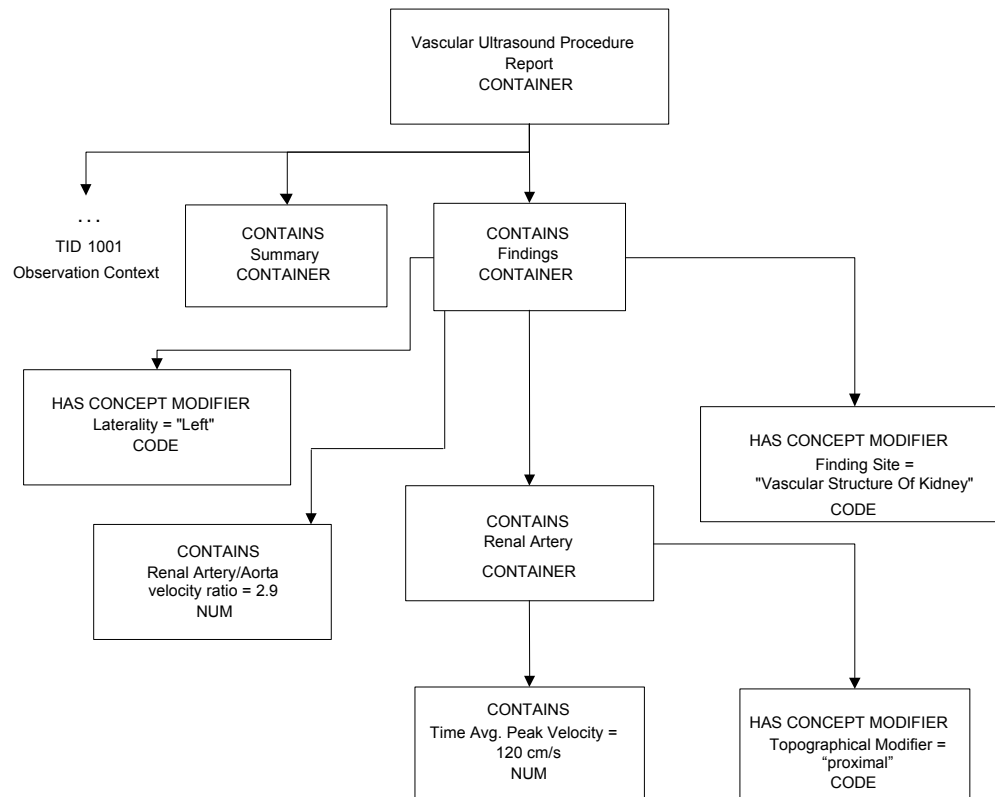 Vascular Ultrasound Procedure
Report
CONTAINER
. . .
TID 1001
Observation Context
CONTAINS
Summary
CONTAINER
CONTAINS
Findings
CONTAINER
HAS CONCEPT MODIFIER
Laterality = "Left"
CODE
HAS CONCEPT MODIFIER
Finding Site =
"Vascular Structure Of Kidney"
CODE
CONTAINS
Renal Artery/Aorta
velocity ratio = 2.9
NUM
CONTAINS
Renal Artery
CONTAINER
CONTAINS
Time Avg. Peak Velocity =
120 cm/s
NUM
HAS CONCEPT MODIFIER
Topographical Modifier =
“proximal”
CODE